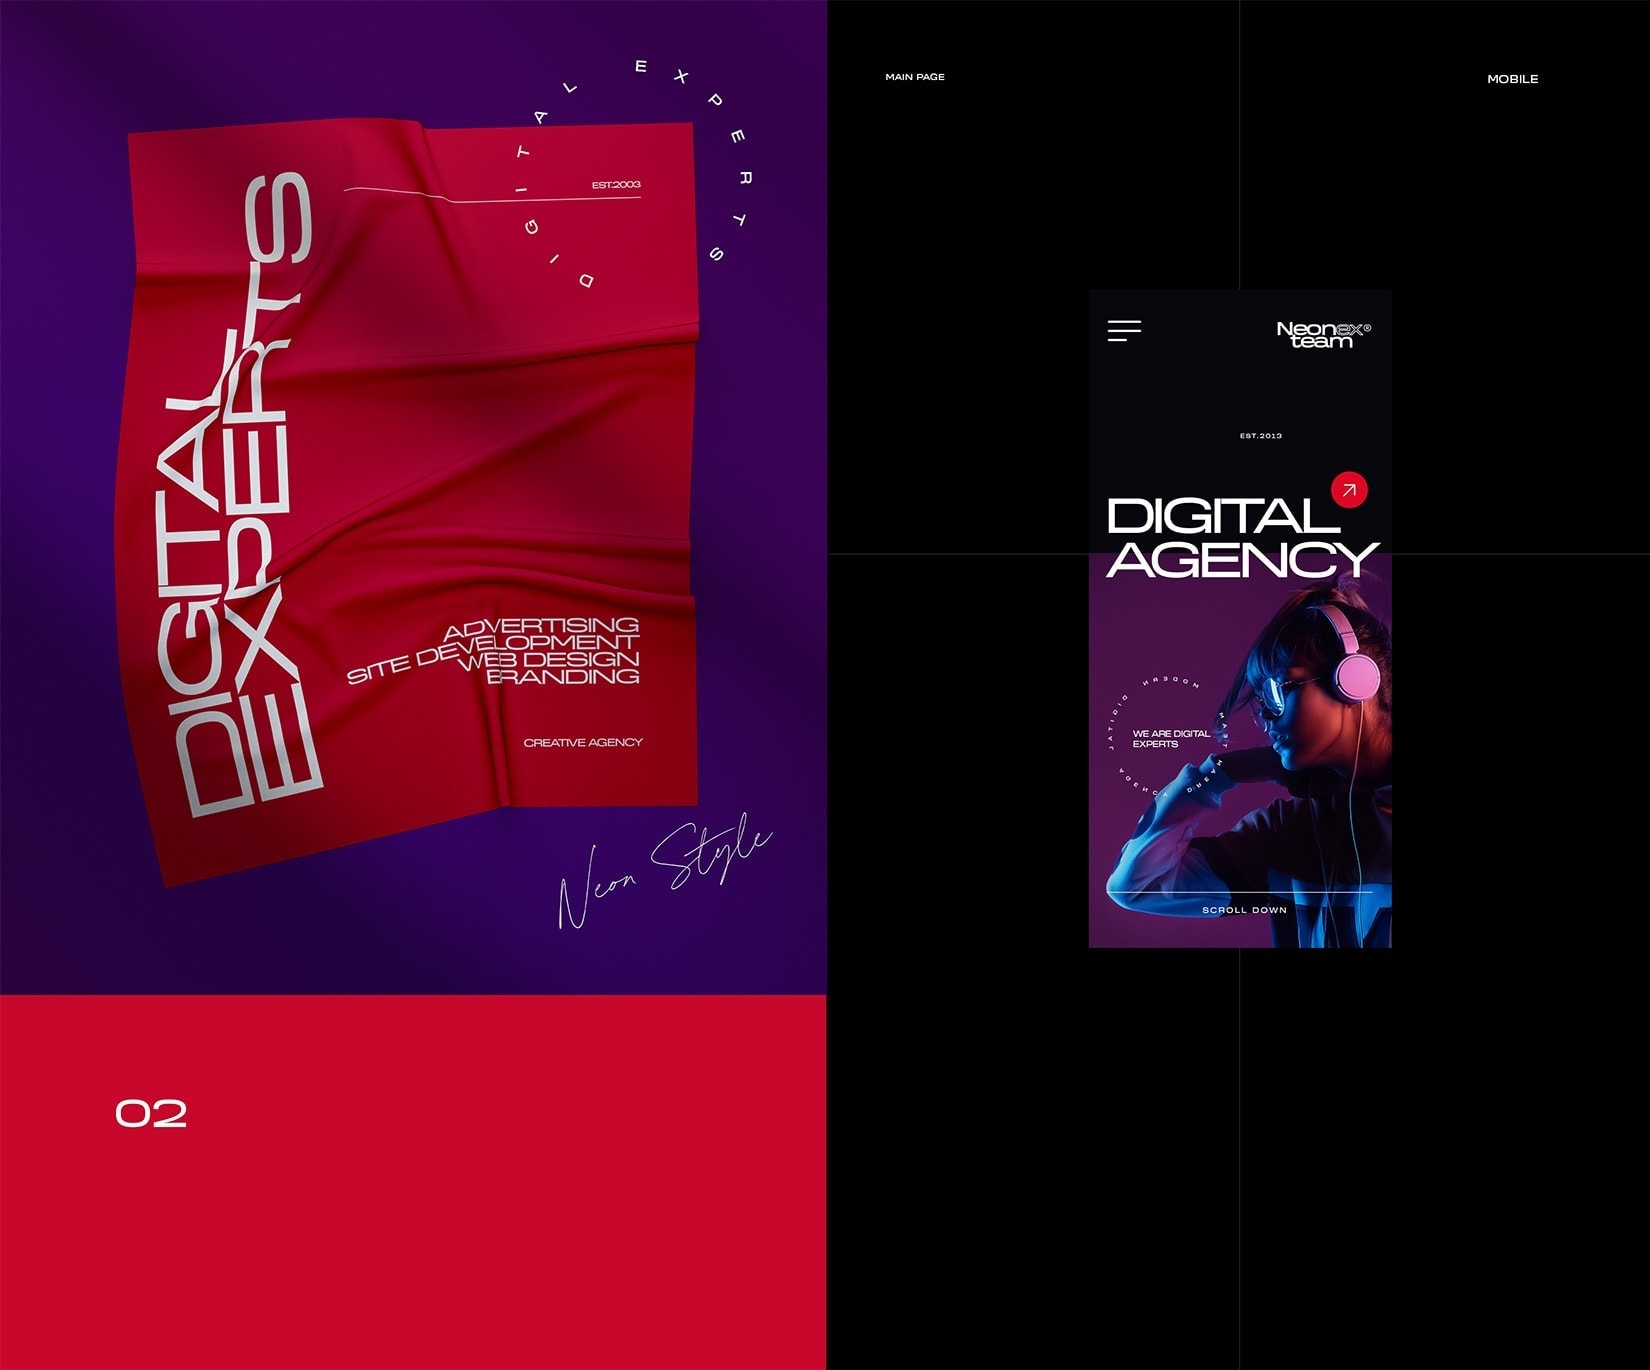 DIGITAL EXPERTS
EST.2003
DIGITAL
EXPERTS
ADVERTISING
SITE DEVELOPMENT
WEB DESIGN
BRANDING
CREATIVE AGENCY
Neon Style
02
MAIN PAGE
MOBILE
Neonex®
team
EST.2013
DIGITAL
AGENCY
WE ARE DIGITAL
EXPERTS
SCROLL DOWN